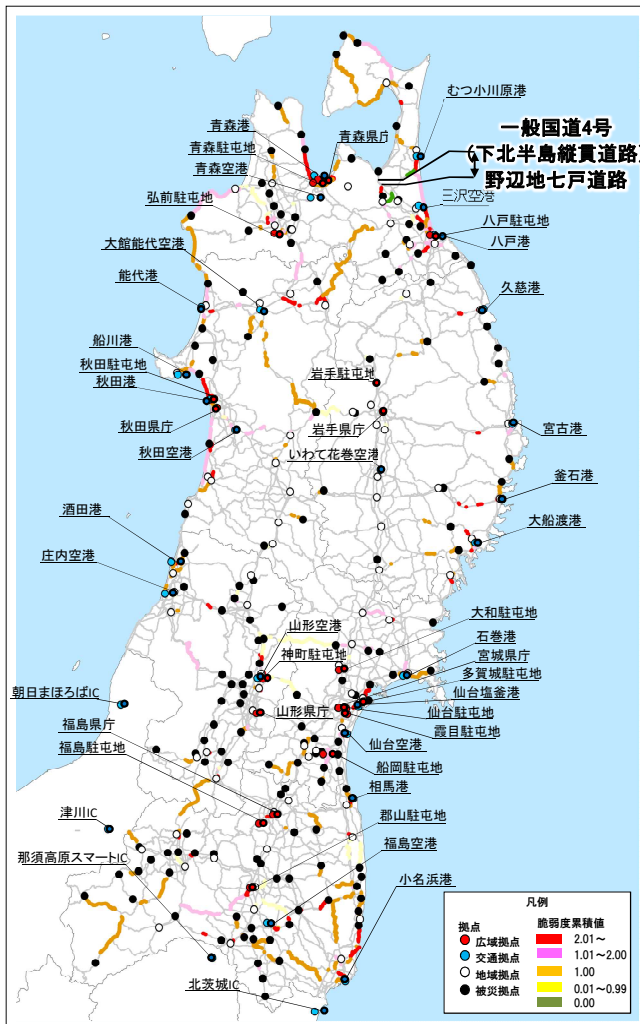 むつ小川原港
青森港
青森県庁
一般国道4号
青森駐屯地
(下北半島縦貫道路)
青森空港
野辺地七戸道路
弘前駐屯地
三沢空港
八戸駐屯地
大館能代空港
八戸港
能代港
久慈港
船川港
秋田駐屯地
岩手駐屯地
秋田港
秋田県庁
岩手県庁
宮古港
秋田空港
いわて花巻空港
釜石港
酒田港
大船渡港
庄内空港
大和駐屯地
山形空港
石巻港
神町駐屯地
宮城県庁
多賀城駐屯地
朝日まほろばIC
仙台塩釜港
山形県庁
仙台駐屯地
福島県庁
霞目駐屯地
福島駐屯地
仙台空港
船岡駐屯地
相馬港
津川IC
郡山駐屯地
那須高原スマートIC
福島空港
小名浜港
北茨城IC
凡例
拠点
広域拠点
交通拠点
地域拠点
被災拠点
脆弱度累積値
2.01~
1.01~2.00
1.00
0.01~0.99
0.00